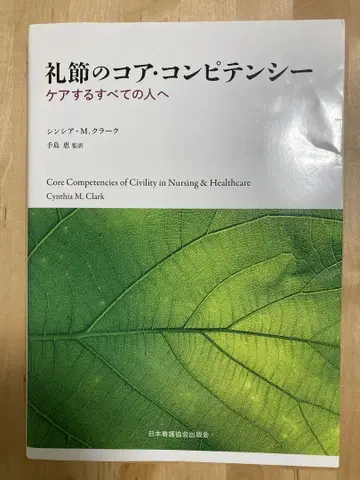 礼節のコア・コンピテンシー
ケアするすべての人へ
シンシア・M. クラーク
手島 恵 監訳
Core Competencies of Civility in Nursing & Healthcare
Cynthia M. Clark
日本看護協会出版会